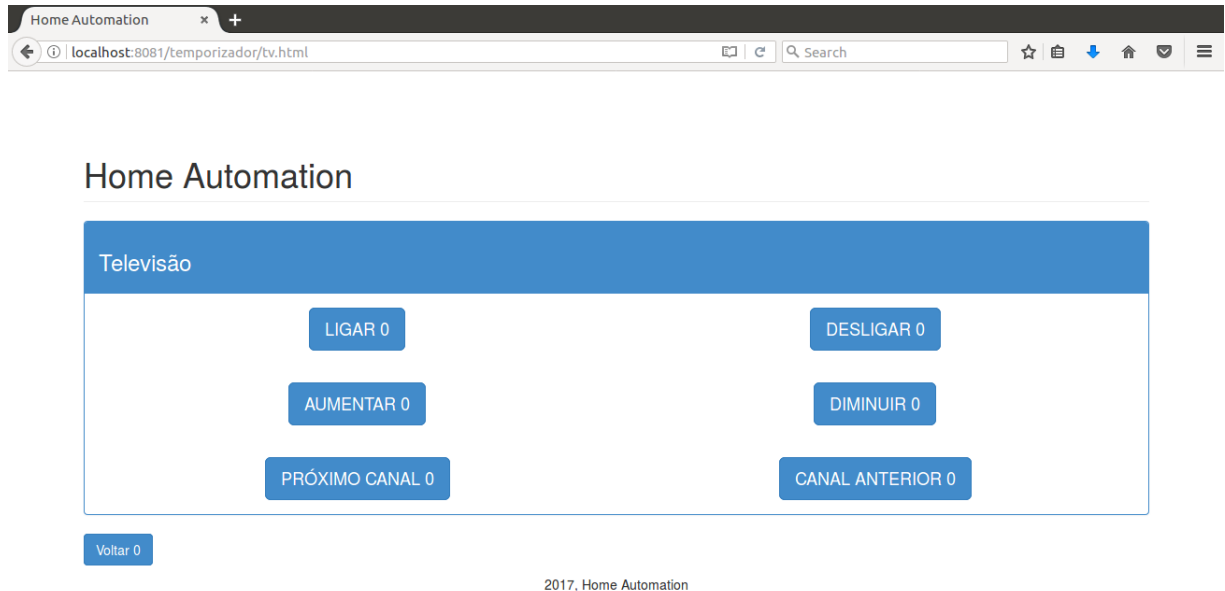 Home Automation
localhost:8081/temporizador/tv.html
Search
Home Automation
Televisão
LIGAR 0
DESLIGAR 0
AUMENTAR 0
DIMINUIR 0
PRÓXIMO CANAL 0
CANAL ANTERIOR 0
Voltar 0
2017, Home Automation